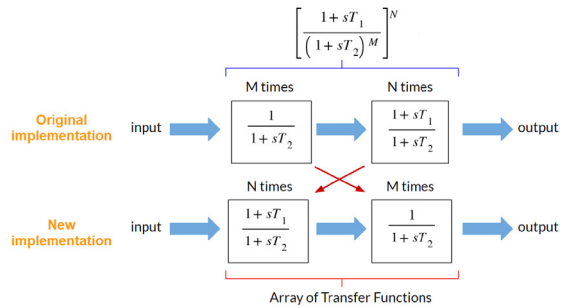 [ (1 + sT₁) / (1 + sT₂)ᴹ ]ᴺ
M times N times
Original implementation input 1 / (1 + sT₂) (1 + sT₁) / (1 + sT₂) output
N times M times
New implementation input (1 + sT₁) / (1 + sT₂) 1 / (1 + sT₂) output
Array of Transfer Functions